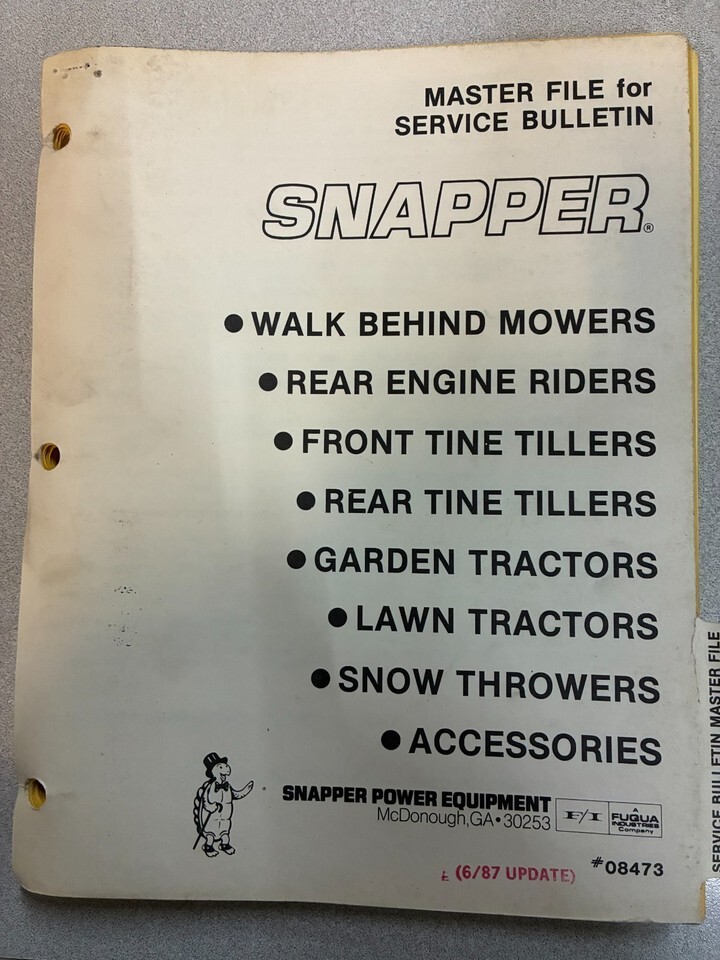 MASTER FILE for
SERVICE BULLETIN
SNAPPER®
● WALK BEHIND MOWERS
● REAR ENGINE RIDERS
● FRONT TINE TILLERS
● REAR TINE TILLERS
● GARDEN TRACTORS
● LAWN TRACTORS
● SNOW THROWERS
● ACCESSORIES
SNAPPER POWER EQUIPMENT
McDonough, GA • 30253
F/I
A
FUQUA
INDUSTRIES
Company
(6/87 UPDATE)
#08473
SERVICE BULLETIN MASTER FILE